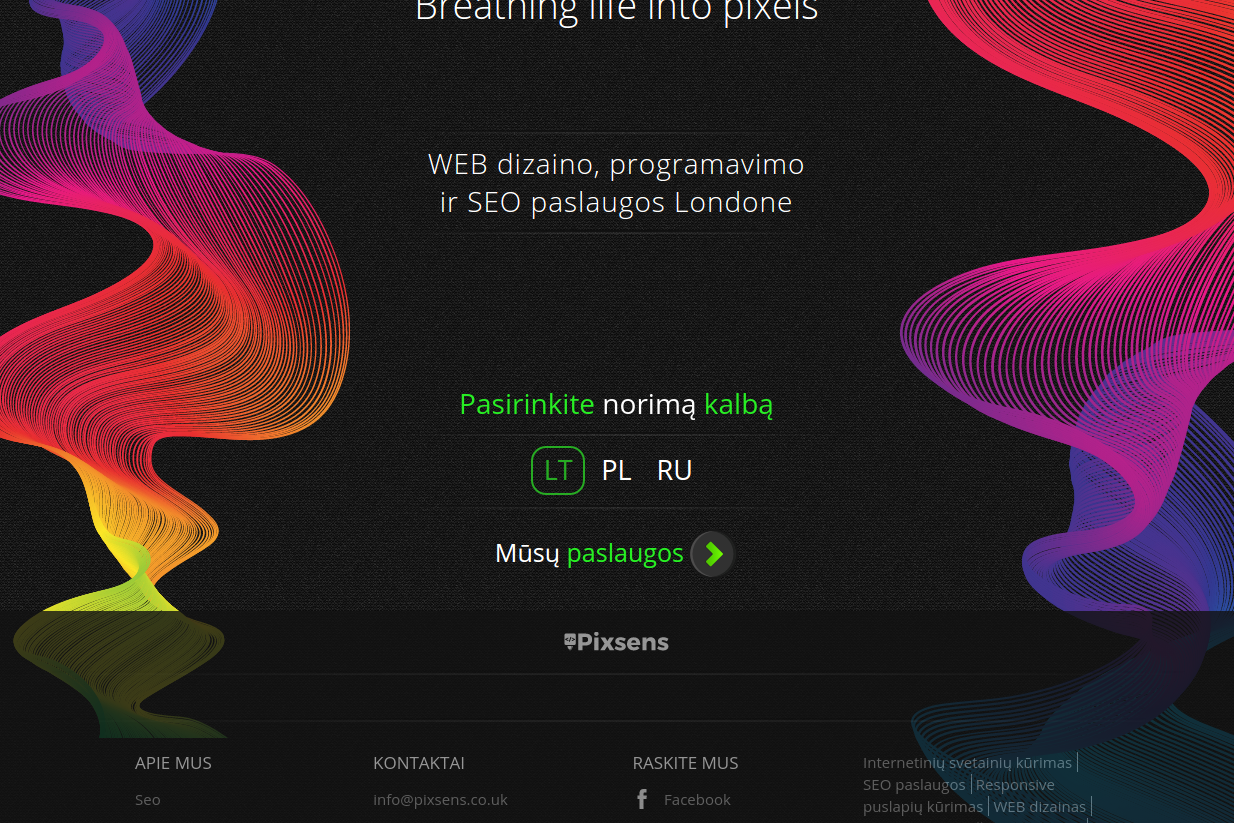 Breathing life into pixels
WEB dizaino, programavimo
ir SEO paslaugos Londone
Pasirinkite norimą kalbą
LT PL RU
Mūsų paslaugos
Pixsens
APIE MUS
Seo
KONTAKTAI
info@pixsens.co.uk
RASKITE MUS
Facebook
Internetinių svetainių kūrimas
SEO paslaugos Responsive
puslapių kūrimas WEB dizainas